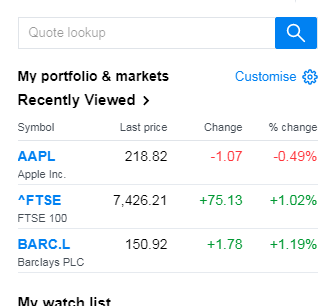 Quote lookup
My portfolio & markets Customise
Recently Viewed
Symbol Last price Change % change
AAPL 218.82 -1.07 -0.49%
Apple Inc.
^FTSE 7,426.21 +75.13 +1.02%
FTSE 100
BARC.L 150.92 +1.78 +1.19%
Barclays PLC
My watch list